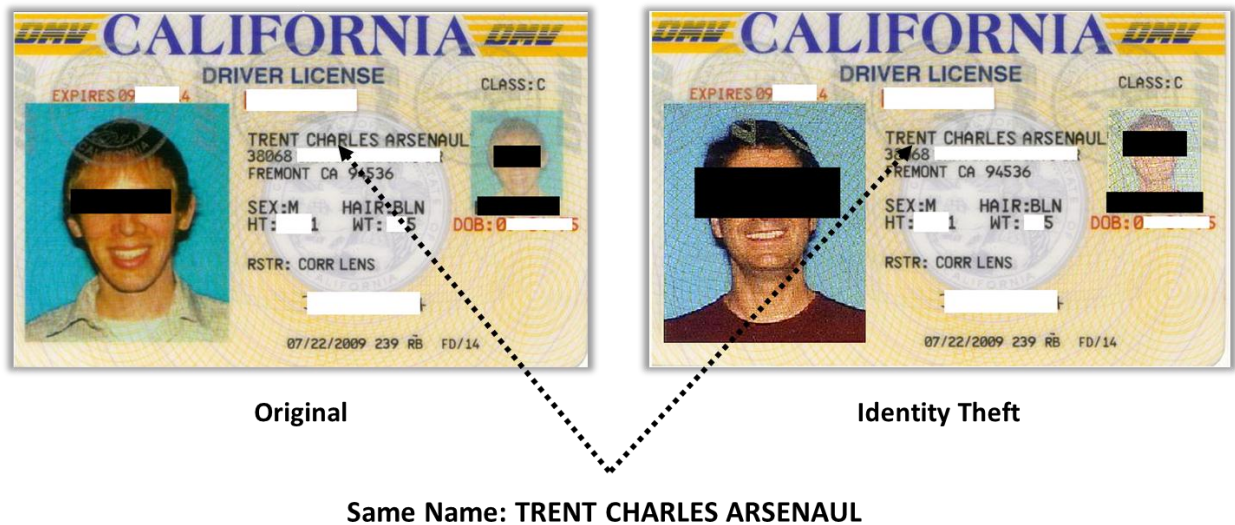 DMV CALIFORNIA DMV
DRIVER LICENSE
EXPIRES 09 4
CLASS:C
TRENT CHARLES ARSENAUL
38068
FREMONT CA 94536
SEX:M HAIR:BLN
HT: 1 WT: 5
DOB:0 5
RSTR: CORR LENS
07/22/2009 239 RB FD/14
Original
DMV CALIFORNIA DMV
DRIVER LICENSE
EXPIRES 09 4
CLASS:C
TRENT CHARLES ARSENAUL
38068
FREMONT CA 94536
SEX:M HAIR:BLN
HT: 1 WT: 5
DOB:0 5
RSTR: CORR LENS
07/22/2009 239 RB FD/14
Identity Theft
Same Name: TRENT CHARLES ARSENAUL